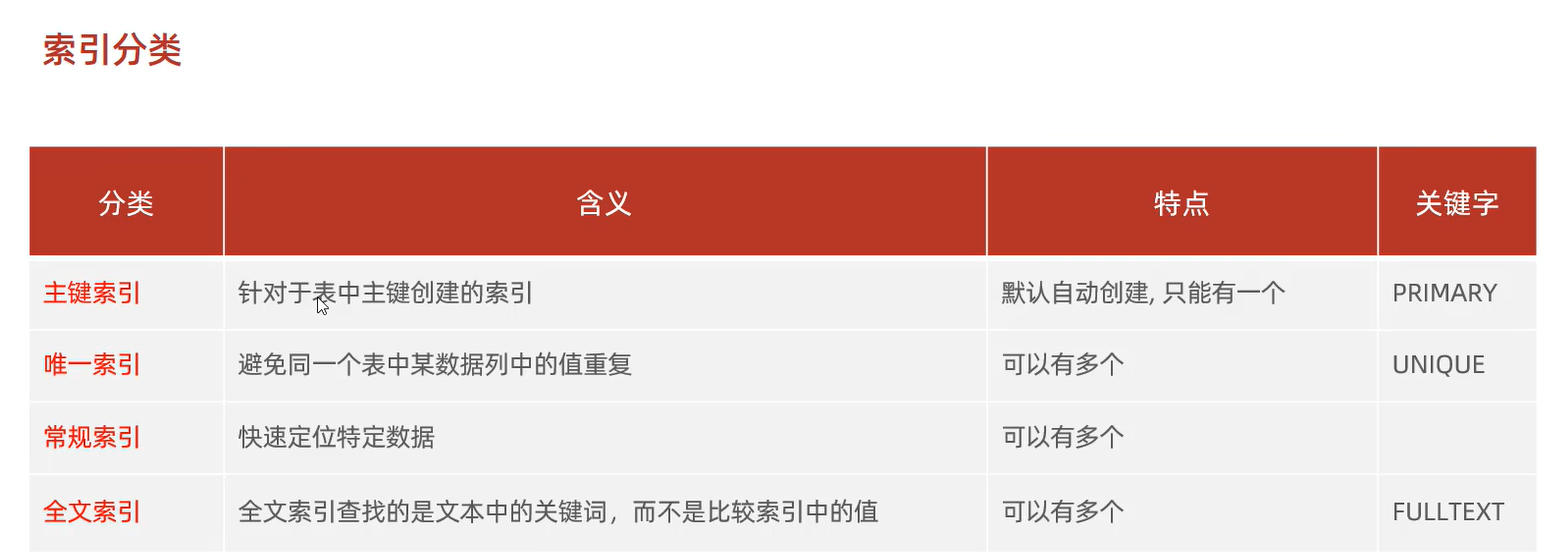 索引分类
分类 含义 特点 关键字
主键索引 针对于表中主键创建的索引 默认自动创建, 只能有一个 PRIMARY
唯一索引 避免同一个表中某数据列中的值重复 可以有多个 UNIQUE
常规索引 快速定位特定数据 可以有多个
全文索引 全文索引查找的是文本中的关键词，而不是比较索引中的值 可以有多个 FULLTEXT